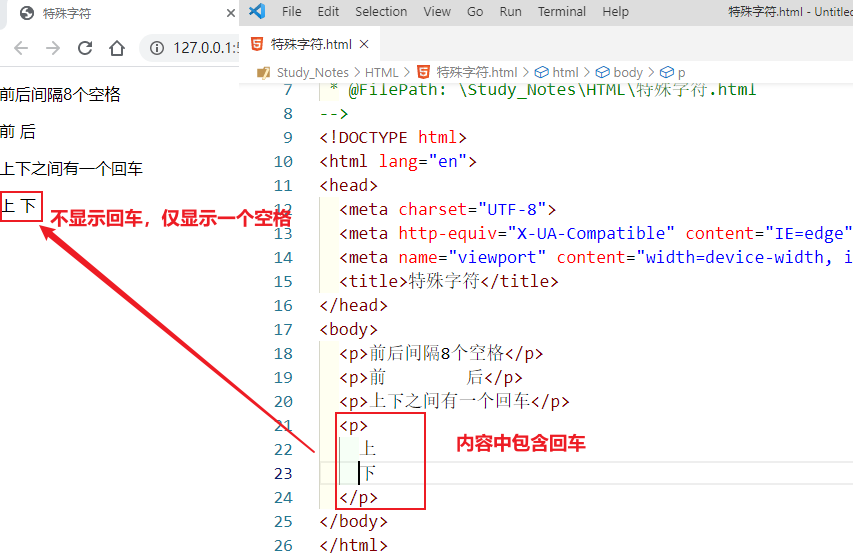 特殊字符
127.0.0.1:5
前后间隔8个空格
前 后
上下之间有一个回车
上 下
不显示回车，仅显示一个空格
File Edit Selection View Go Run Terminal Help 特殊字符.html - Untitled
特殊字符.html
Study_Notes > HTML > 特殊字符.html > html > body > p
7 * @FilePath: \Study_Notes\HTML\特殊字符.html
8 -->
9 <!DOCTYPE html>
10 <html lang="en">
11 <head>
12 <meta charset="UTF-8">
13 <meta http-equiv="X-UA-Compatible" content="IE=edge"
14 <meta name="viewport" content="width=device-width, i
15 <title>特殊字符</title>
16 </head>
17 <body>
18 <p>前后间隔8个空格</p>
19 <p>前        后</p>
20 <p>上下之间有一个回车</p>
21 <p>
22 上
23 下
24 </p>
25 </body>
26 </html>
内容中包含回车